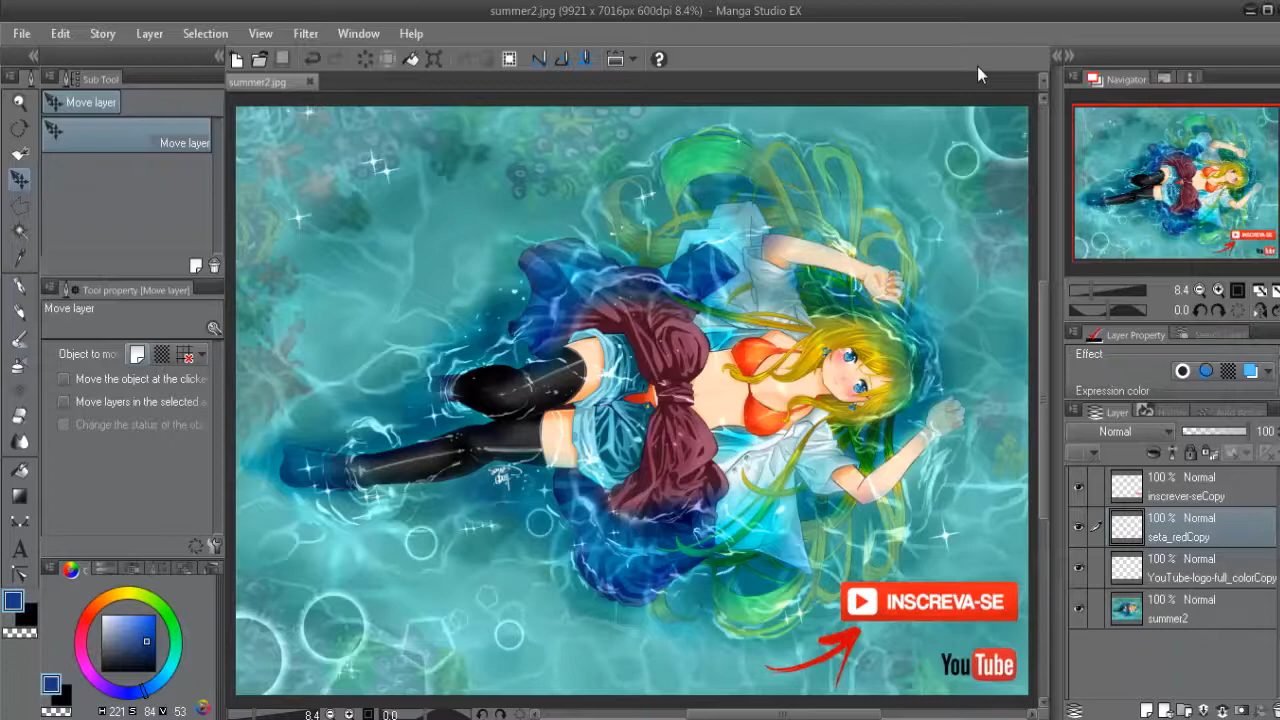 summer2.jpg (9921 x 7016px 600dpi 8.4%) - Manga Studio EX
File Edit Story Layer Selection View Filter Window Help
Sub Tool
summer2.jpg
Navigator
Move layer
Move layer
8.4
0.0
Tool property [Move layer]
Move layer
Layer Property
Object to mo
Effect
Move the object at the clicke
Expression color
Move layers in the selected
Layer
Change the status of the ob
Normal 100
100 % Normal
inscrever-seCopy
100 % Normal
seta_redCopy
100 % Normal
YouTube-logo-full_colorCopy
100 % Normal
summer2
INSCREVA-SE
YouTube
H 221 S 84 V 53
8.4 0.0